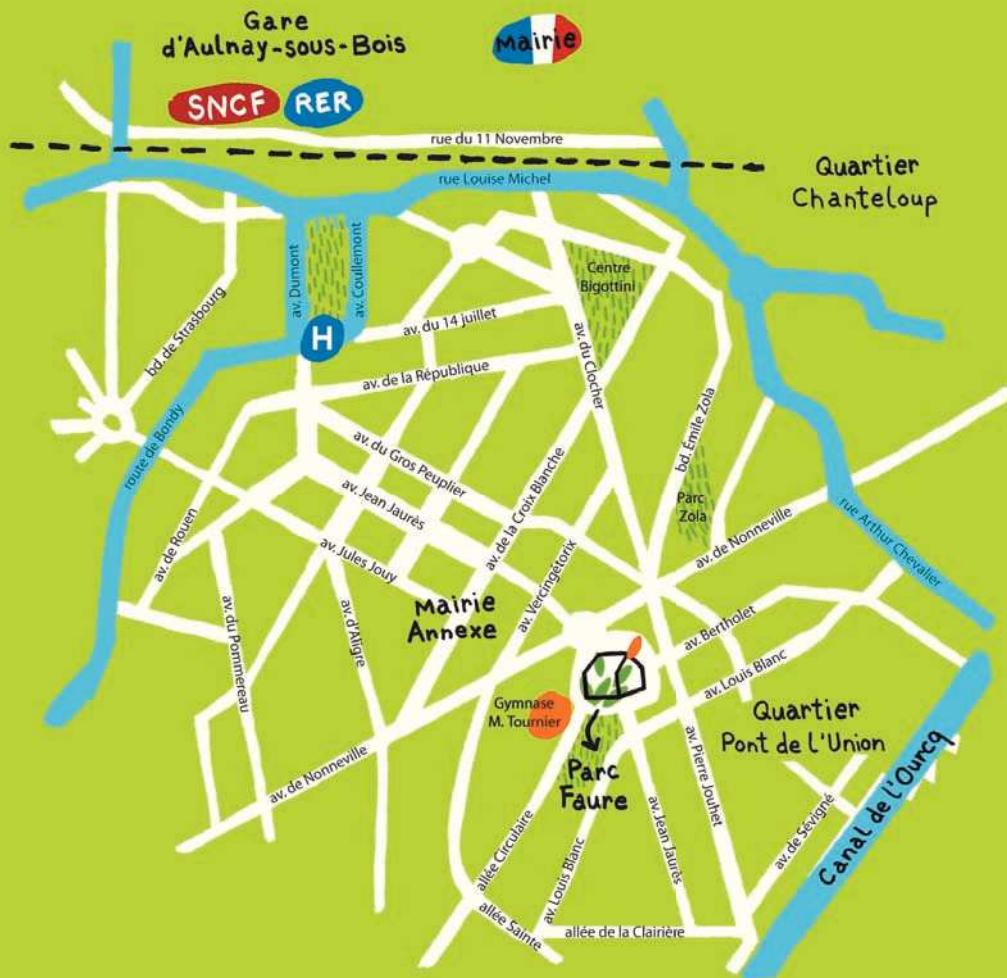 Gare
d'Aulnay-sous-Bois
Mairie
SNCF
RER
rue du 11 Novembre
Quartier
Chanteloup
rue Louise Michel
av. Dumont
av. Coullemont
Centre
Bigottini
H
av. du 14 juillet
bd. de Strasbourg
av. de la République
av. du Clocher
route de Bondy
av. du Gros Peuplier
bd. Émile Zola
av. Jean Jaurès
av. de la Croix Blanche
Parc
Zola
rue Arthur Chevalier
av. de Rouen
av. Jules Jouy
av. Vercingétorix
av. de Nonneville
av. du Pommereau
av. d'Aligre
Mairie
Annexe
av. Bertholet
av. Louis Blanc
Gymnase
M. Tournier
Quartier
Pont de l'Union
av. de Nonneville
Parc
Faure
av. Pierre Jouhet
Canal de l'Ourcq
allée Circulaire
av. Louis Blanc
av. Jean Jaurès
av. de Sévigné
allée Sainte
allée de la Clairière